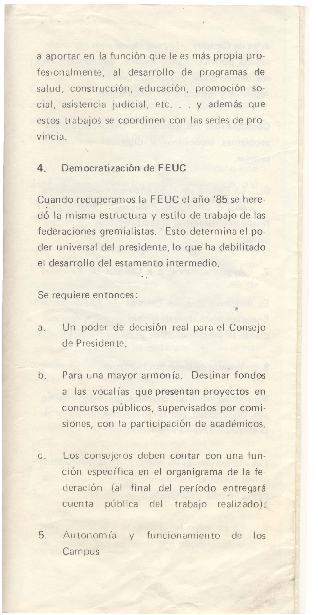 a aportar en la función que le es más propia pro-
fesionalmente, al desarrollo de programas de
salud, construcción, educación, promoción so-
cial, asistencia judicial, etc. . . y además que
estos trabajos se coordinen con las sedes de pro-
vincia.
4. Democratización de FEUC
Cuando recuperamos la FEUC el año '85 se here-
dó la misma estructura y estilo de trabajo de las
federaciones gremialistas. Esto determina el po-
der universal del presidente, lo que ha debilitado
el desarrollo del estamento intermedio.
Se requiere entonces:
a. Un poder de decisión real para el Consejo
de Presidente.
b. Para una mayor armonía. Destinar fondos
a las vocalías que presentan proyectos en
concursos públicos, supervisados por comi-
siones, con la participación de académicos.
c. Los consejeros deben contar con una fun-
ción específica en el organigrama de la fe-
deración (al final del período entregará
cuenta pública del trabajo realizado).
5. Autonomía y funcionamiento de los
Campus